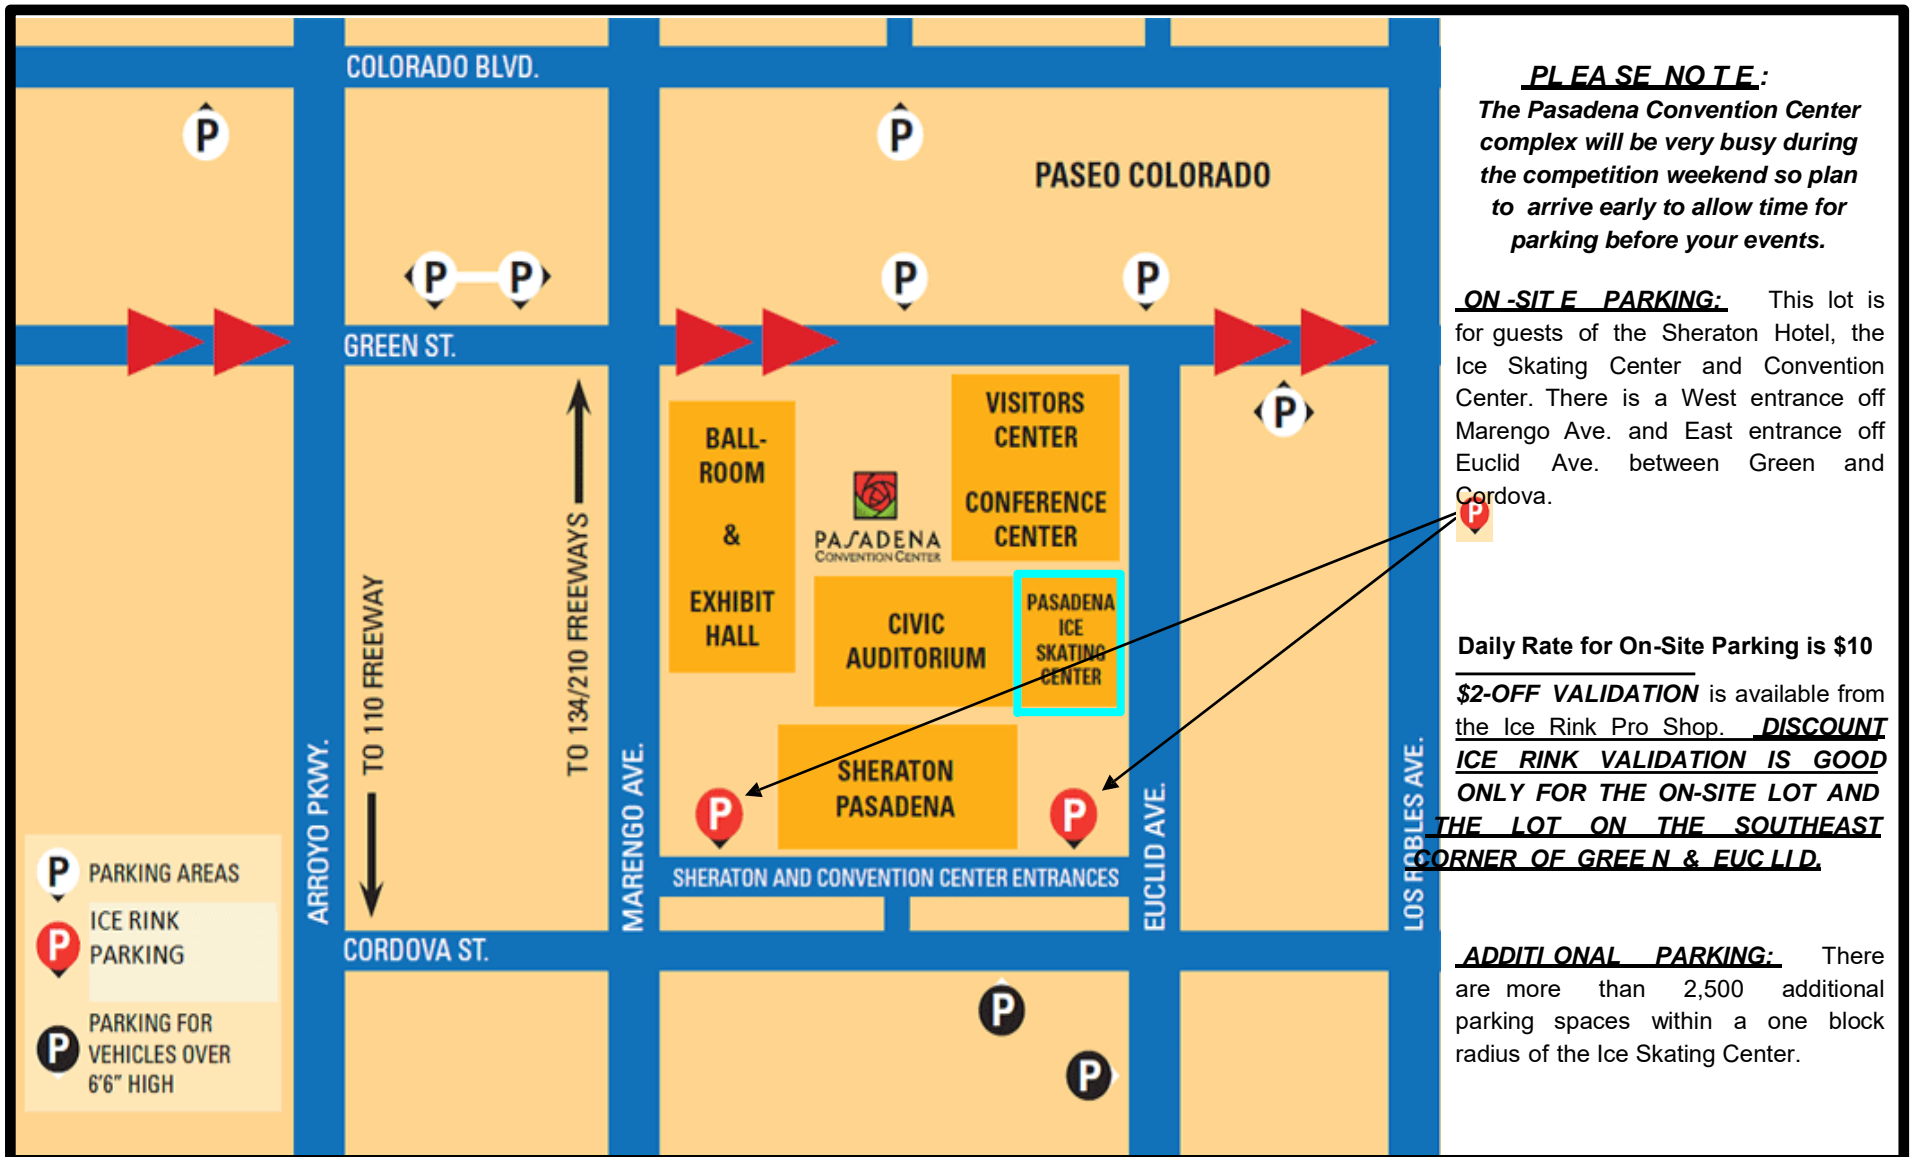 COLORADO BLVD.
P
P
PASEO COLORADO
P P
P
P
GREEN ST.
P
BALL-
ROOM
&
EXHIBIT
HALL
VISITORS
CENTER
CONFERENCE
CENTER
PASADENA
CONVENTION CENTER
CIVIC
AUDITORIUM
PASADENA
ICE
SKATING
CENTER
SHERATON
PASADENA
P
P
SHERATON AND CONVENTION CENTER ENTRANCES
TO 110 FREEWAY
TO 134/210 FREEWAYS
ARROYO PKWY.
MARENGO AVE.
EUCLID AVE.
LOS ROBLES AVE.
CORDOVA ST.
P
P
P PARKING AREAS
P ICE RINK
PARKING
P PARKING FOR
VEHICLES OVER
6'6" HIGH
PL EA SE NO T E :
The Pasadena Convention Center
complex will be very busy during
the competition weekend so plan
to arrive early to allow time for
parking before your events.
ON -SIT E PARKING: This lot is
for guests of the Sheraton Hotel, the
Ice Skating Center and Convention
Center. There is a West entrance off
Marengo Ave. and East entrance off
Euclid Ave. between Green and
Cordova.
P
Daily Rate for On-Site Parking is $10
$2-OFF VALIDATION is available from
the Ice Rink Pro Shop. DISCOUNT
ICE RINK VALIDATION IS GOOD
ONLY FOR THE ON-SITE LOT AND
THE LOT ON THE SOUTHEAST
CORNER OF GREE N & EUC LI D.
ADDITI ONAL PARKING: There
are more than 2,500 additional
parking spaces within a one block
radius of the Ice Skating Center.